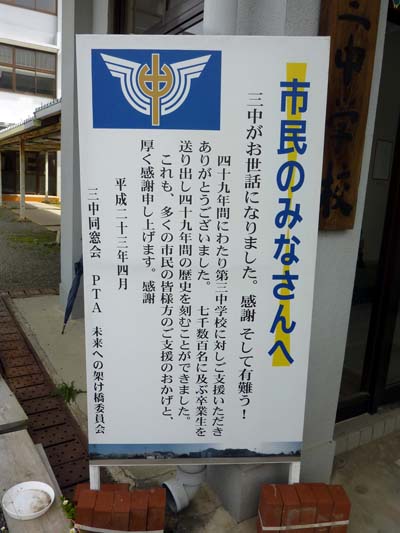 市民のみなさんへ
三中がお世話になりました。感謝 そして有難う!
四十九年間にわたり第三中学校に対しご支援いただき
ありがとうございました。 七千数百名に及ぶ卒業生を
送り出し四十九年間の歴史を刻むことができました。
これも、多くの市民の皆様方のご支援のおかげと、
厚く感謝申し上げます。感謝
平成二十三年四月
三中同窓会 PTA 未来への架け橋委員会
中
三中学校